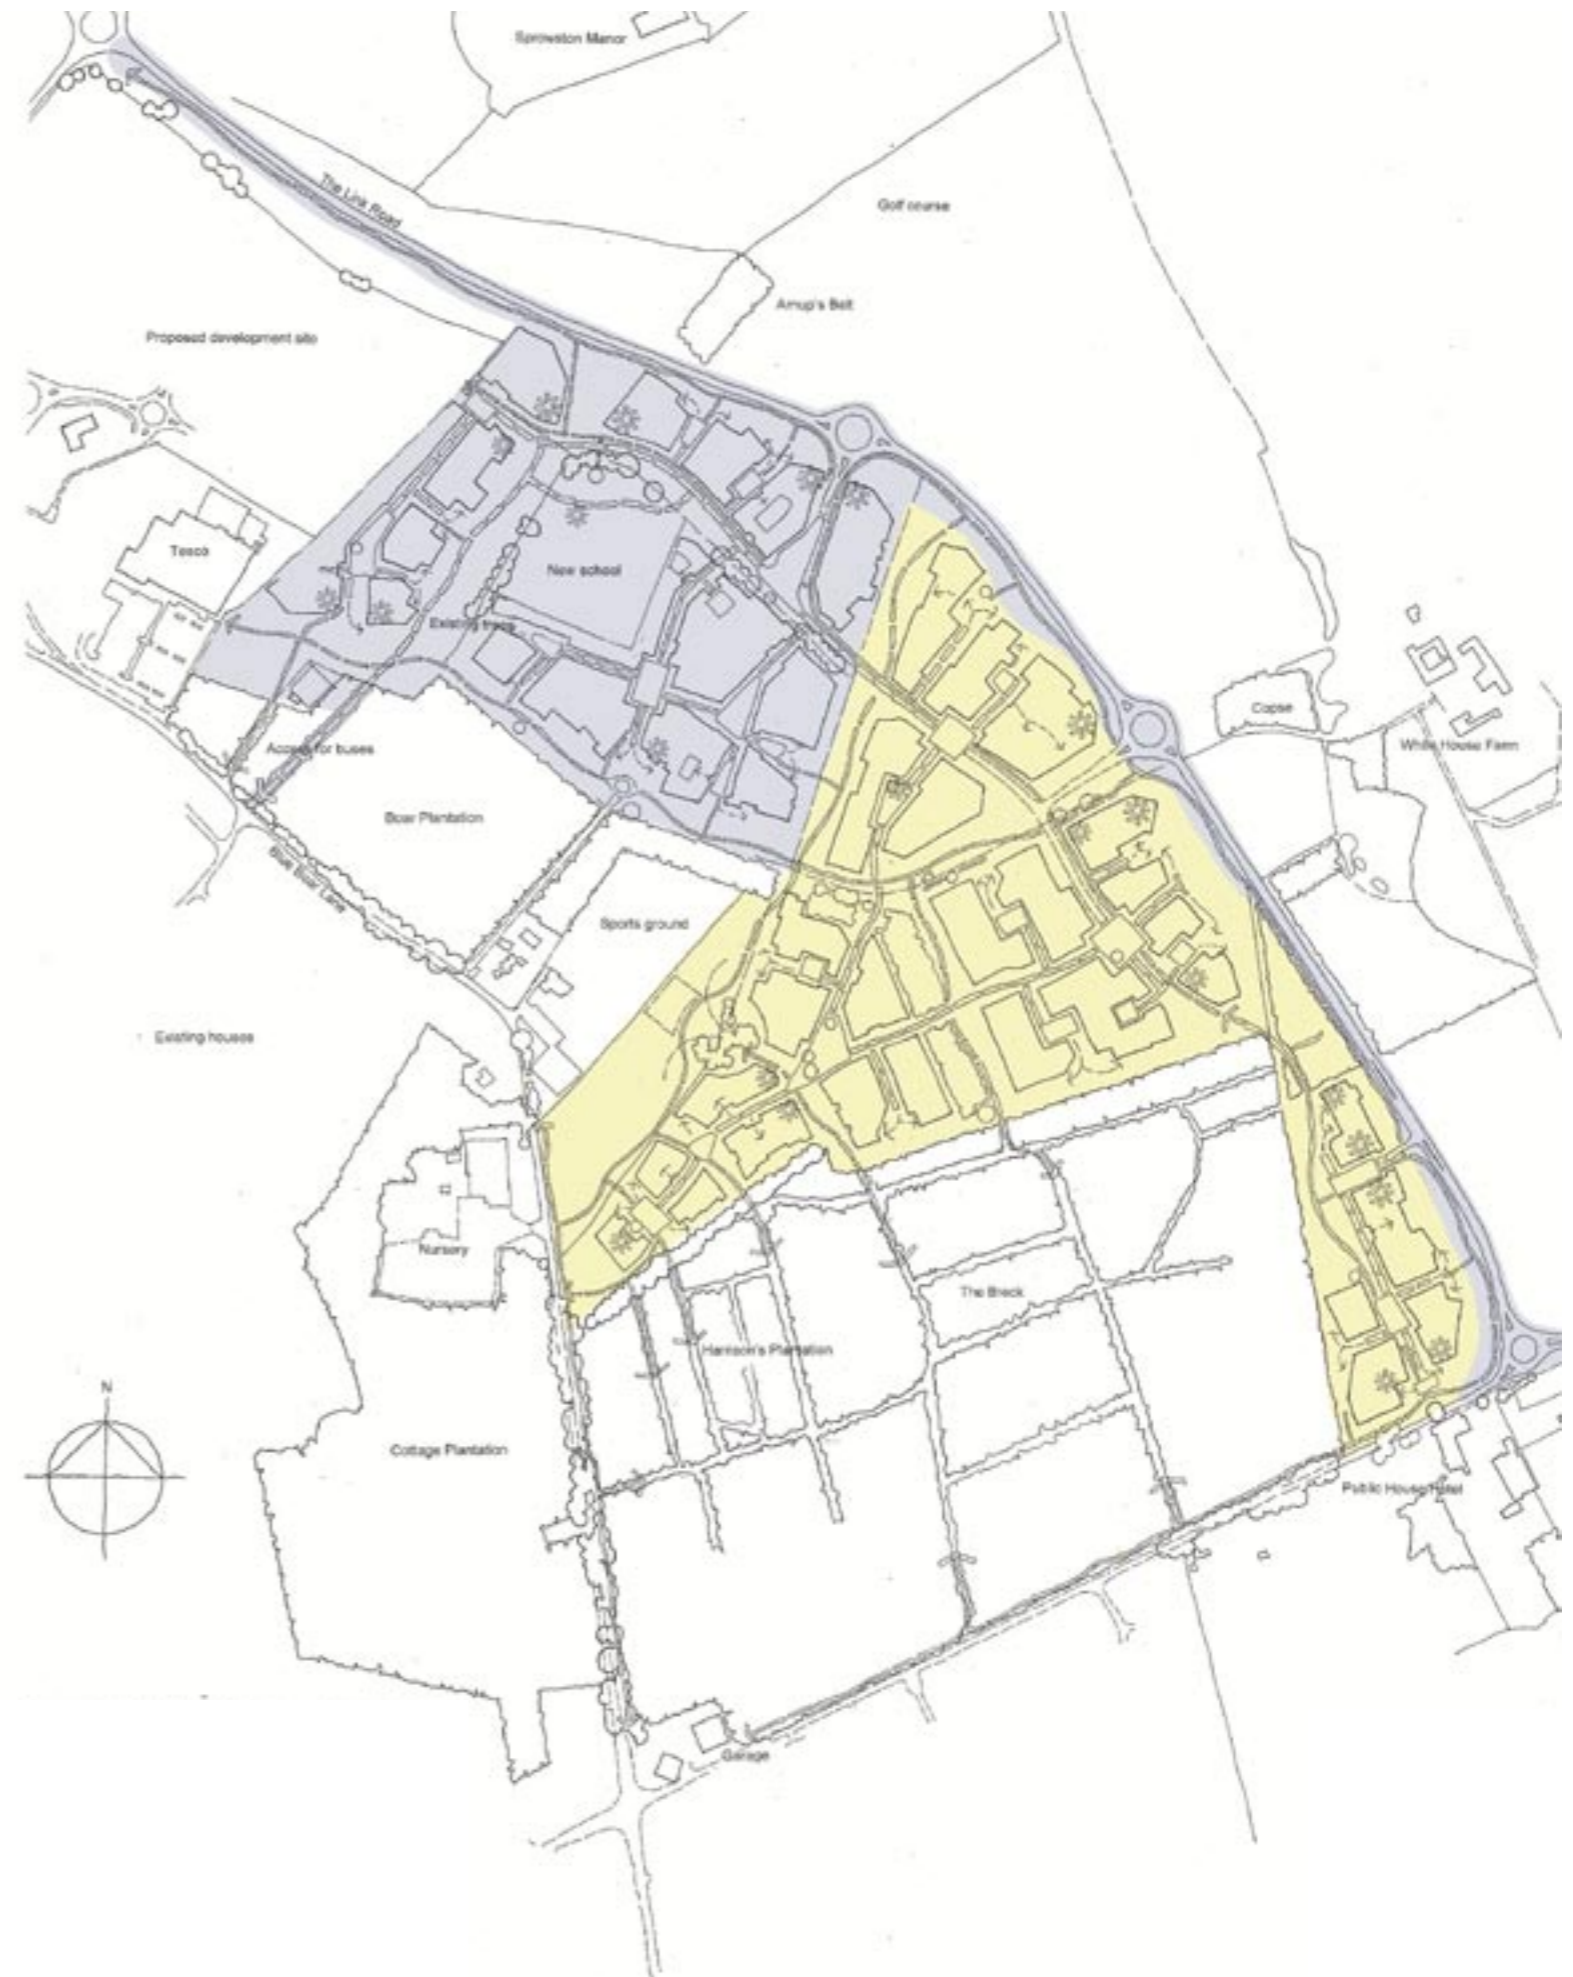 Sprowston Manor
The Link Road
Golf course
Arnup's Belt
Proposed development site
Tesco
New school
Existing trees
Copse
White House Farm
Access for buses
Boar Plantation
Blue Boar Lane
Sports ground
Existing houses
Nursery
The Breck
Harrison's Plantation
N
Cottage Plantation
Public House/Hotel
Garage